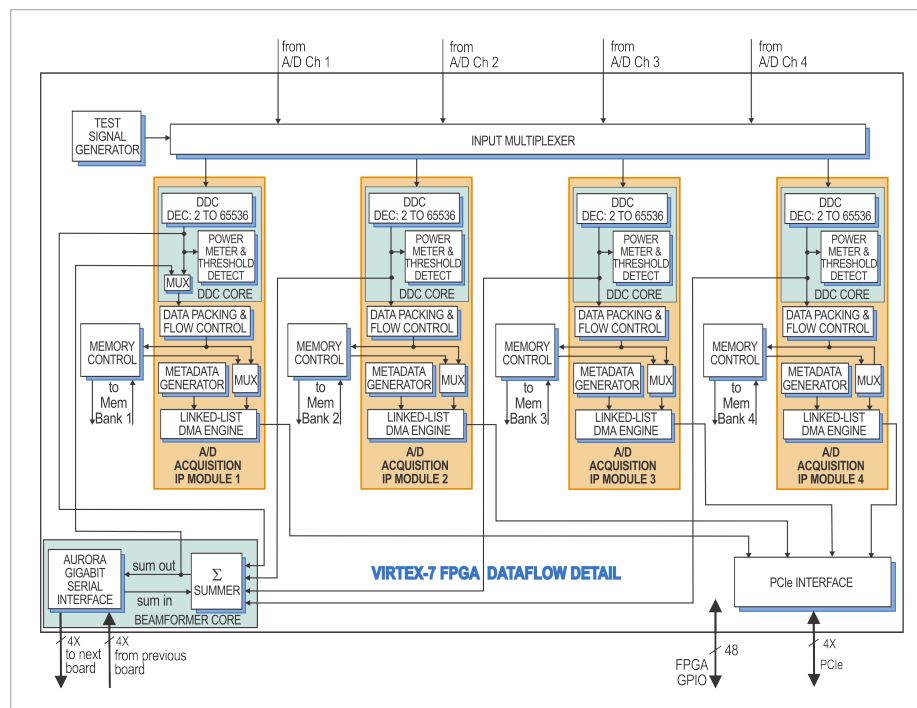 from
A/D Ch 1
from
A/D Ch 2
from
A/D Ch 3
from
A/D Ch 4
TEST
SIGNAL
GENERATOR
INPUT MULTIPLEXER
DDC
DEC: 2 TO 65536
POWER
METER &
THRESHOLD
DETECT
MUX
DDC CORE
DATA PACKING &
FLOW CONTROL
MEMORY
CONTROL
METADATA
GENERATOR
MUX
to
Mem
Bank 1
LINKED-LIST
DMA ENGINE
A/D
ACQUISITION
IP MODULE 1
DDC
DEC: 2 TO 65536
POWER
METER &
THRESHOLD
DETECT
DDC CORE
DATA PACKING &
FLOW CONTROL
MEMORY
CONTROL
METADATA
GENERATOR
MUX
to
Mem
Bank 2
LINKED-LIST
DMA ENGINE
A/D
ACQUISITION
IP MODULE 2
DDC
DEC: 2 TO 65536
POWER
METER &
THRESHOLD
DETECT
DDC CORE
DATA PACKING &
FLOW CONTROL
MEMORY
CONTROL
METADATA
GENERATOR
MUX
to
Mem
Bank 3
LINKED-LIST
DMA ENGINE
A/D
ACQUISITION
IP MODULE 3
DDC
DEC: 2 TO 65536
POWER
METER &
THRESHOLD
DETECT
DDC CORE
DATA PACKING &
FLOW CONTROL
MEMORY
CONTROL
METADATA
GENERATOR
MUX
to
Mem
Bank 4
LINKED-LIST
DMA ENGINE
A/D
ACQUISITION
IP MODULE 4
AURORA
GIGABIT
SERIAL
INTERFACE
sum out
sum in
Σ
SUMMER
BEAMFORMER CORE
VIRTEX-7 FPGA DATAFLOW DETAIL
PCIe INTERFACE
4X
to next
board
4X
from previous
board
48
FPGA
GPIO
4X
PCIe